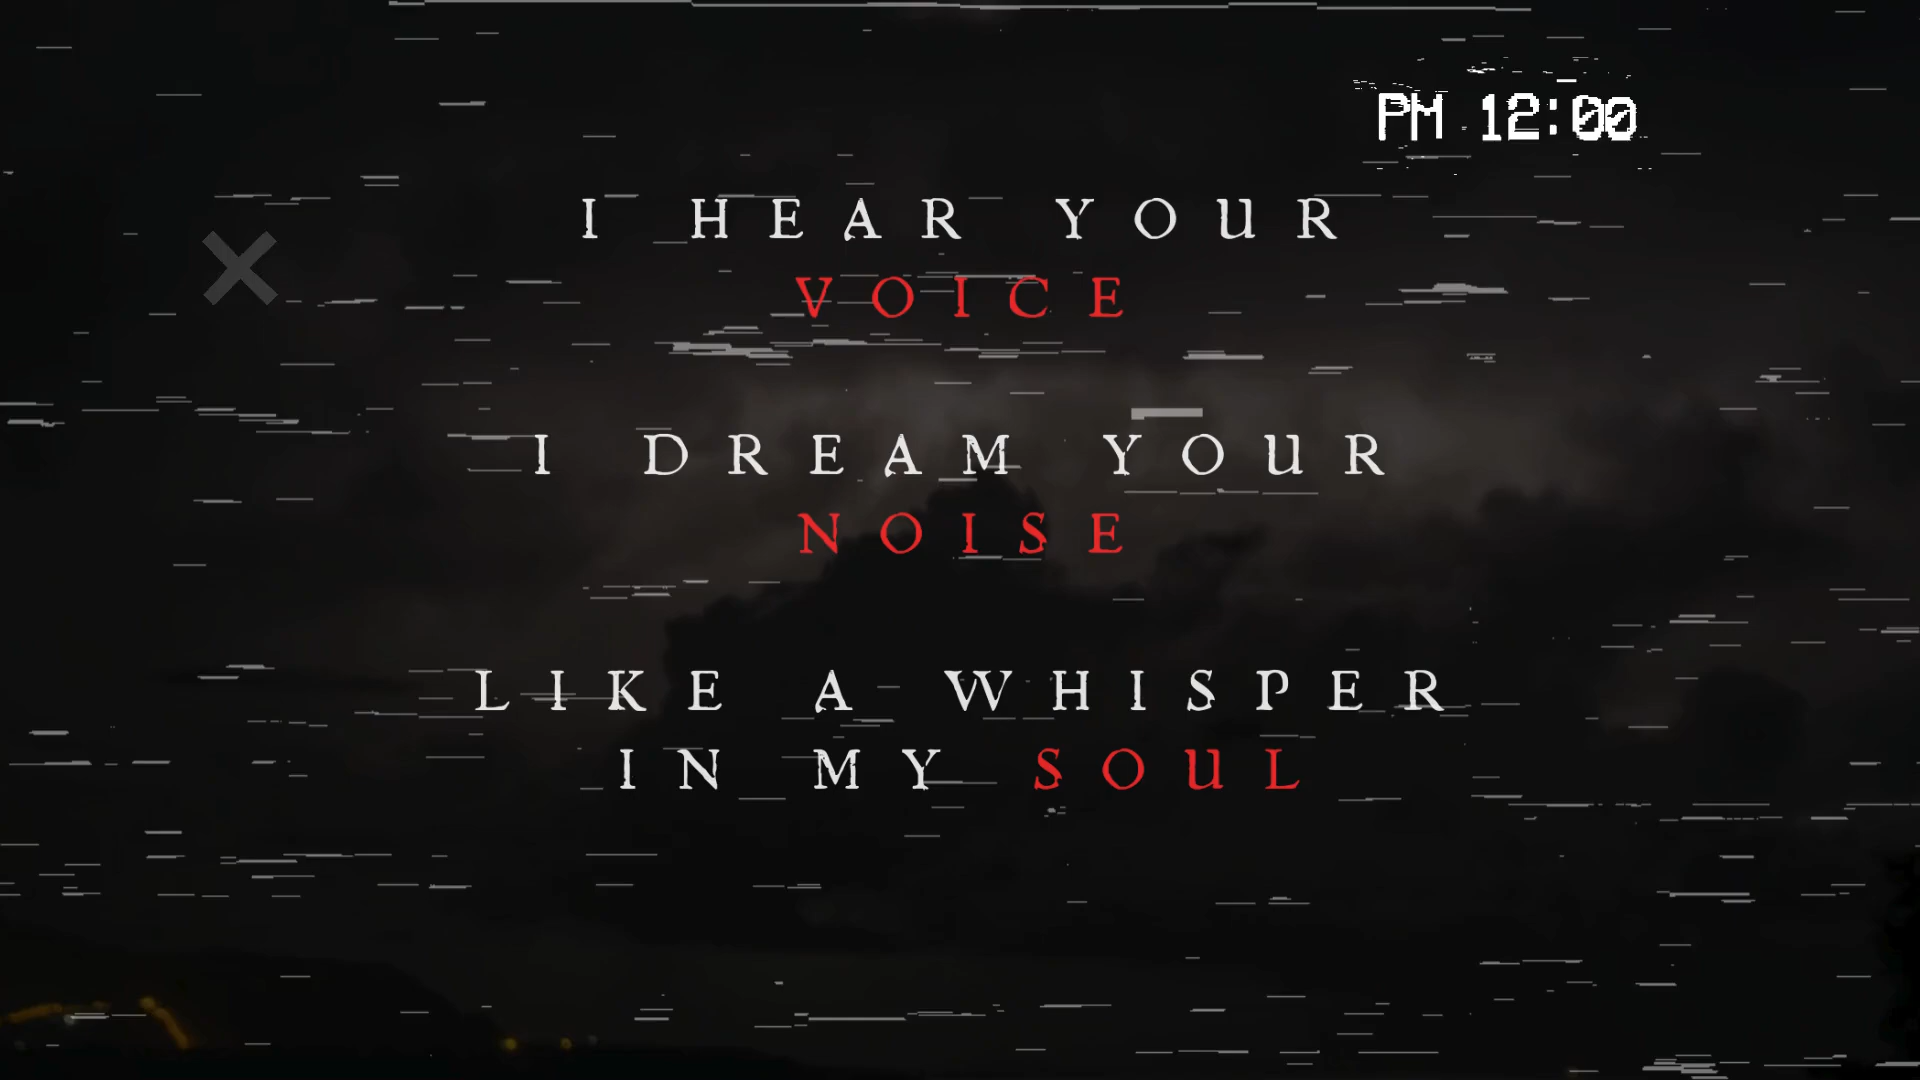 PM 12:00
I HEAR YOUR
VOICE
I DREAM YOUR
NOISE
LIKE A WHISPER
IN MY SOUL